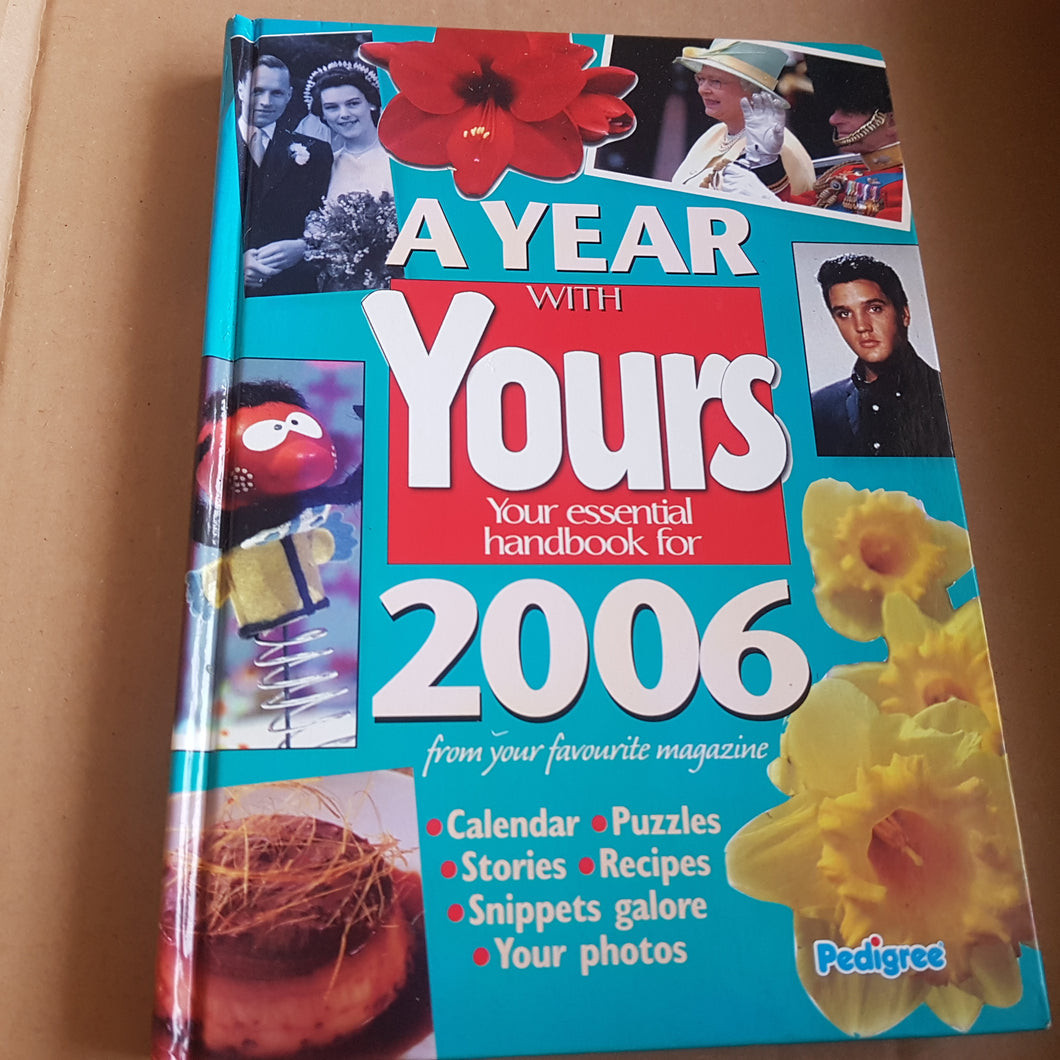 A YEAR
WITH
Yours
Your essential
handbook for
2006
from your favourite magazine
• Calendar • Puzzles
• Stories • Recipes
• Snippets galore
• Your photos
Pedigree